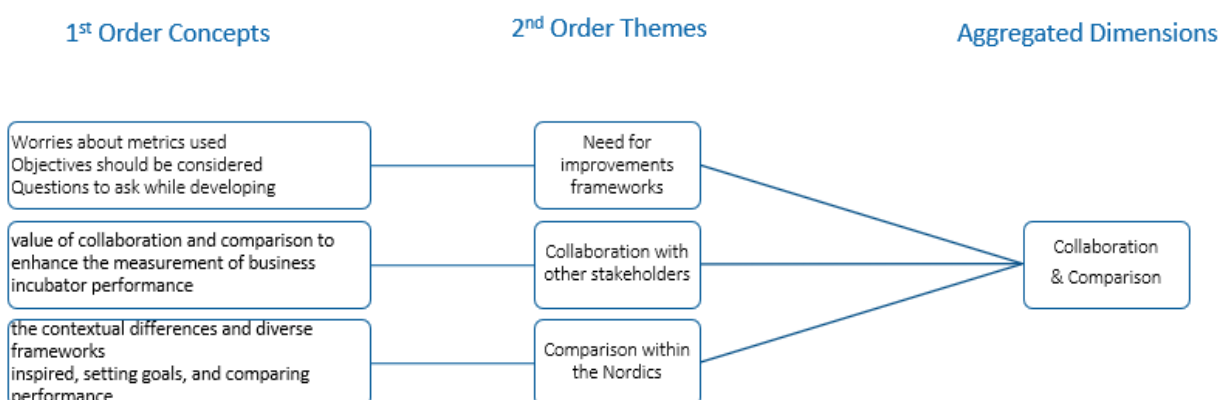 1st Order Concepts
2nd Order Themes
Aggregated Dimensions
Worries about metrics used
Objectives should be considered
Questions to ask while developing
Need for
improvements
frameworks
value of collaboration and comparison to
enhance the measurement of business
incubator performance
Collaboration with
other stakeholders
Collaboration
& Comparison
the contextual differences and diverse
frameworks
inspired, setting goals, and comparing
performance
Comparison within
the Nordics